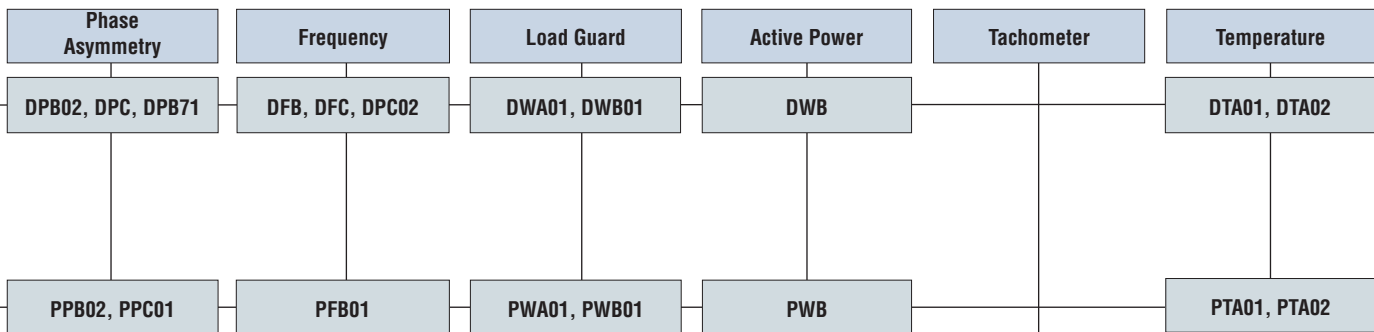 Phase
Asymmetry
Frequency
Load Guard
Active Power
Tachometer
Temperature
DPB02, DPC, DPB71
DFB, DFC, DPC02
DWA01, DWB01
DWB
DTA01, DTA02
PPB02, PPC01
PFB01
PWA01, PWB01
PWB
PTA01, PTA02